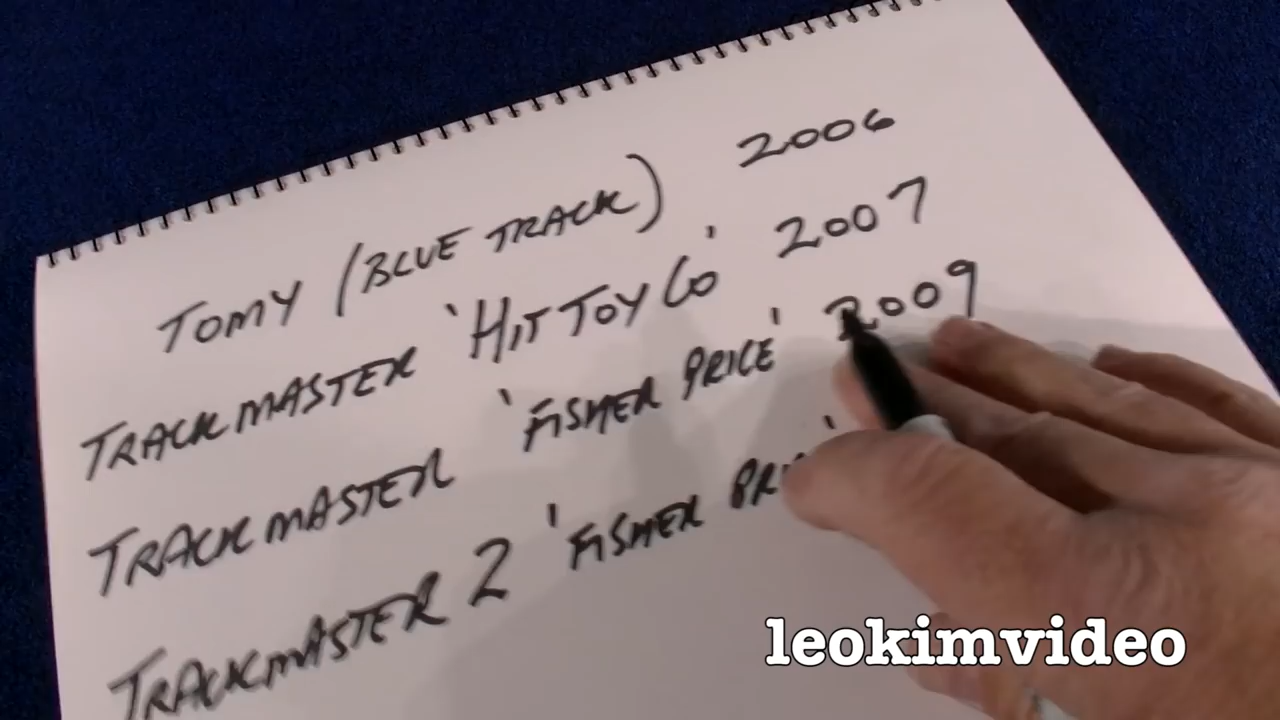 TOMY (BLUE TRACK) 2006
TRACKMASTER 'HIT TOY Co' 2007
TRACKMASTER 'FISHER PRICE' 2009
TRACKMASTER 2 'FISHER
leokimvideo